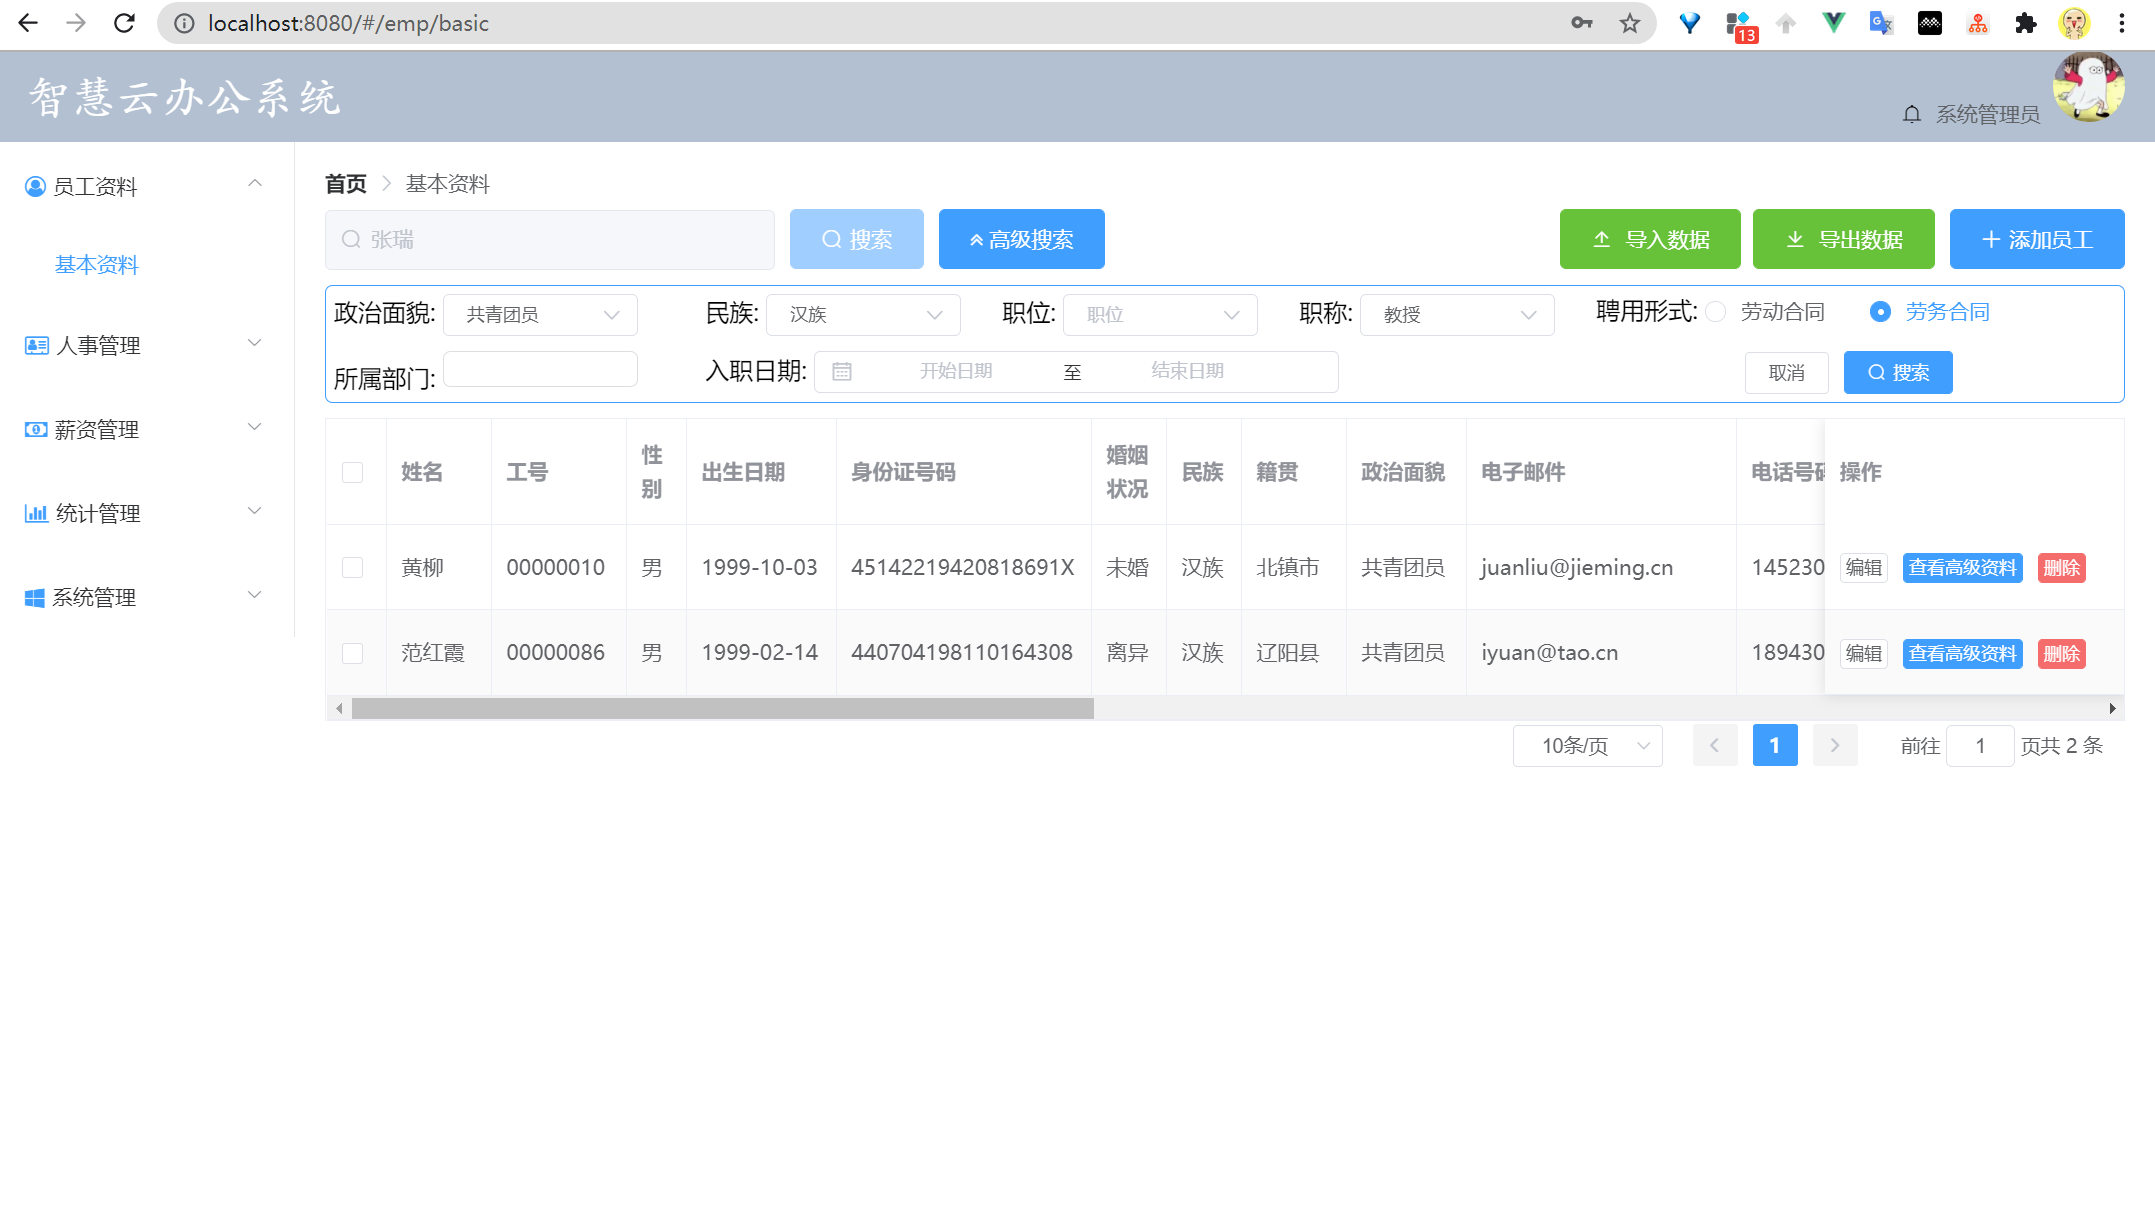 localhost:8080/#/emp/basic
13
智慧云办公系统
系统管理员
员工资料
基本资料
人事管理
薪资管理
统计管理
系统管理
首页 基本资料
张瑞 搜索 高级搜索 导入数据 导出数据 添加员工
政治面貌: 共青团员 民族: 汉族 职位: 职位 职称: 教授 聘用形式: 劳动合同 劳务合同
所属部门: 入职日期: 开始日期 至 结束日期 取消 搜索
姓名 工号 性别 出生日期 身份证号码 婚姻状况 民族 籍贯 政治面貌 电子邮件 电话号码 操作
黄柳 00000010 男 1999-10-03 45142219420818691X 未婚 汉族 北镇市 共青团员 juanliu@jieming.cn 145230 编辑 查看高级资料 删除
范红霞 00000086 男 1999-02-14 440704198110164308 离异 汉族 辽阳县 共青团员 iyuan@tao.cn 189430 编辑 查看高级资料 删除
10条/页 1 前往 1 页共 2 条